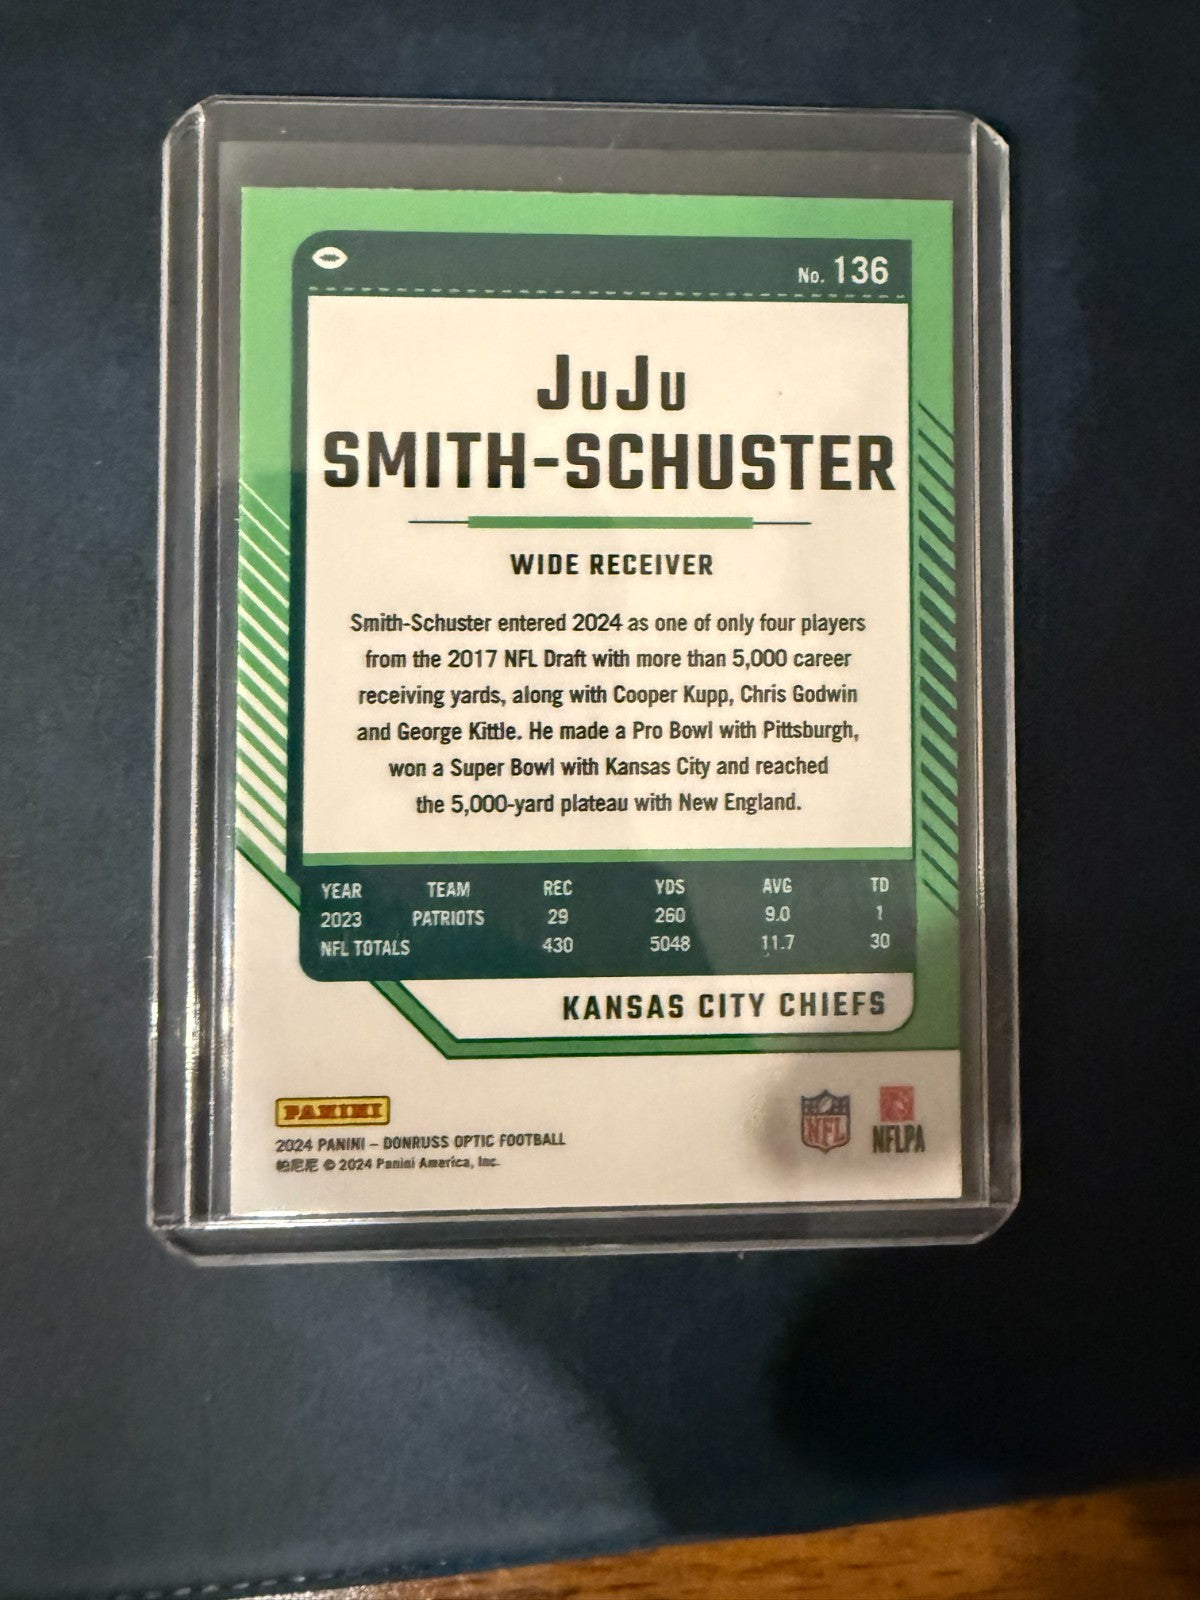 No. 136
JuJu
SMITH-SCHUSTER
WIDE RECEIVER
Smith-Schuster entered 2024 as one of only four players
from the 2017 NFL Draft with more than 5,000 career
receiving yards, along with Cooper Kupp, Chris Godwin
and George Kittle. He made a Pro Bowl with Pittsburgh,
won a Super Bowl with Kansas City and reached
the 5,000-yard plateau with New England.
YEAR TEAM REC YDS AVG TD
2023 PATRIOTS 29 260 9.0 1
NFL TOTALS 430 5048 11.7 30
KANSAS CITY CHIEFS
PANINI
NFL
NFLPA
2024 PANINI – DONRUSS OPTIC FOOTBALL
帕尼尼 © 2024 Panini America, Inc.